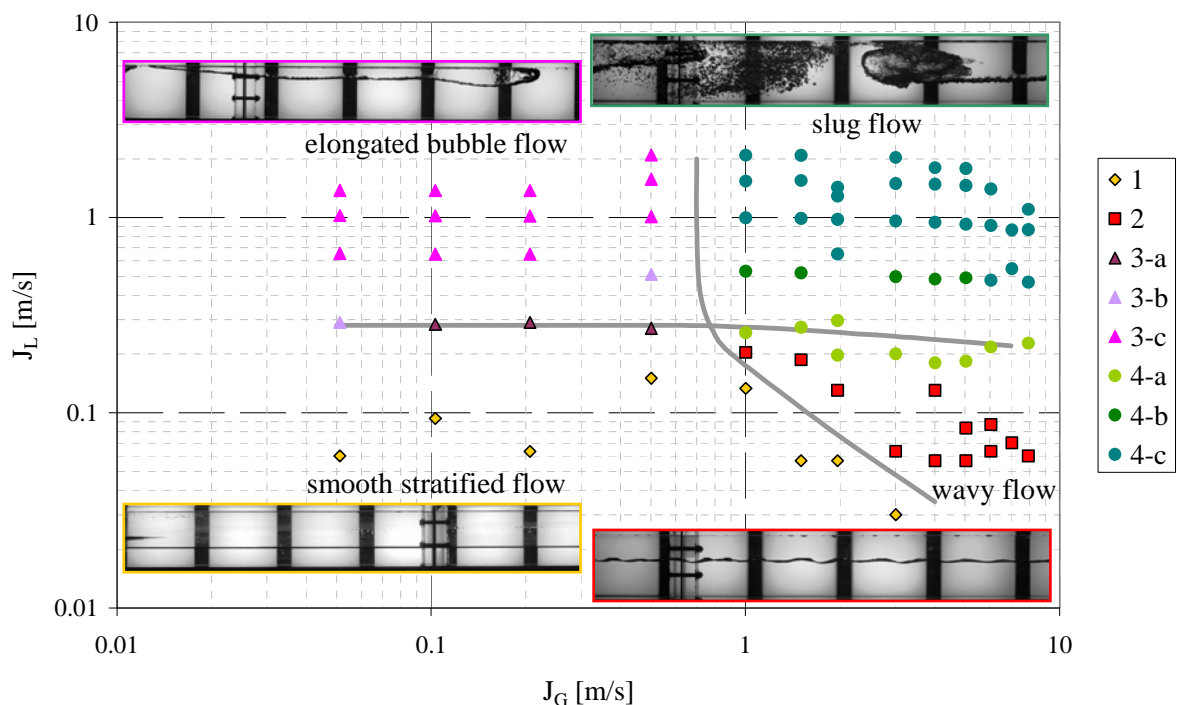 10
elongated bubble flow
slug flow
1
J_L [m/s]
0.1
smooth stratified flow
wavy flow
0.01
0.01
0.1
1
10
J_G [m/s]
1
2
3-a
3-b
3-c
4-a
4-b
4-c